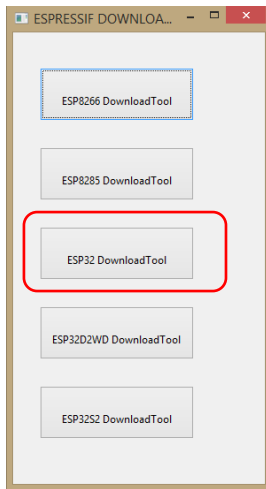 ESPRESSIF DOWNLOA...
ESP8266 DownloadTool
ESP8285 DownloadTool
ESP32 DownloadTool
ESP32D2WD DownloadTool
ESP32S2 DownloadTool